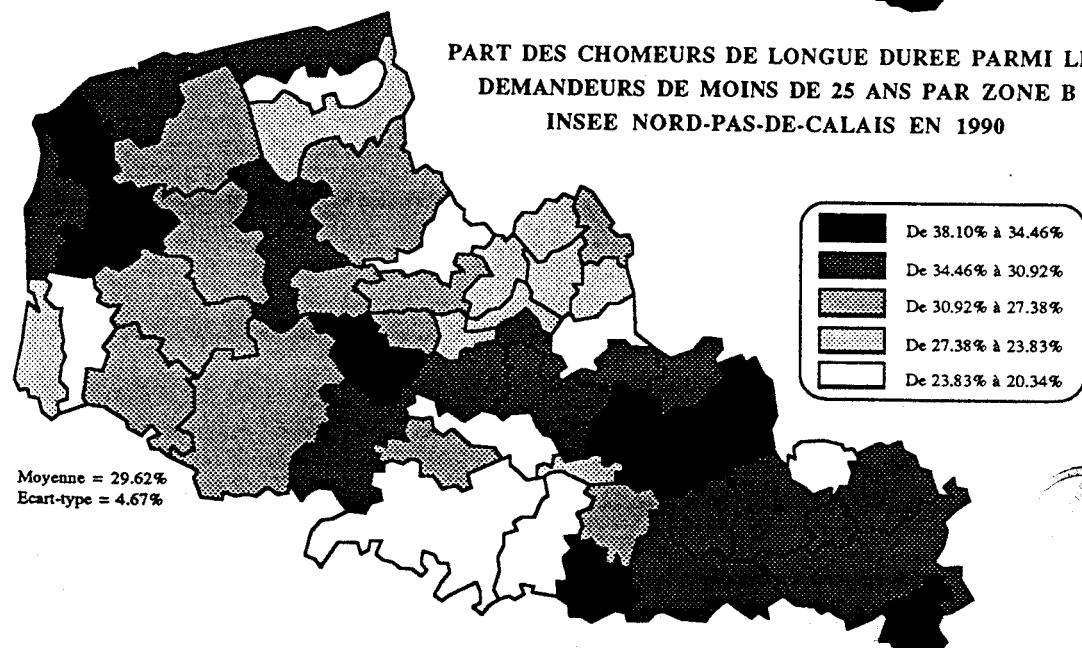 PART DES CHOMEURS DE LONGUE DUREE PARMI
DEMANDEURS DE MOINS DE 25 ANS PAR ZONE B
INSEE NORD-PAS-DE-CALAIS EN 1990
De 38.10% à 34.46%
De 34.46% à 30.92%
De 30.92% à 27.38%
De 27.38% à 23.83%
De 23.83% à 20.34%
Moyenne = 29.62%
Ecart-type = 4.67%